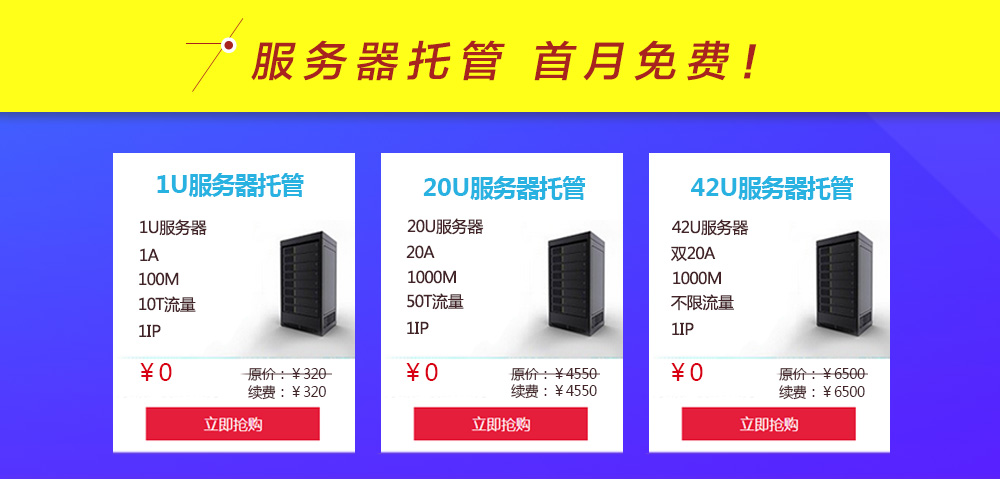 服务器托管 首月免费!
1U服务器托管
1U服务器
1A
100M
10T流量
1IP
¥0
原价：¥320
续费：¥320
立即抢购
20U服务器托管
20U服务器
20A
1000M
50T流量
1IP
¥0
原价：¥4550
续费：¥4550
立即抢购
42U服务器托管
42U服务器
双20A
1000M
不限流量
1IP
¥0
原价：¥6500
续费：¥6500
立即抢购